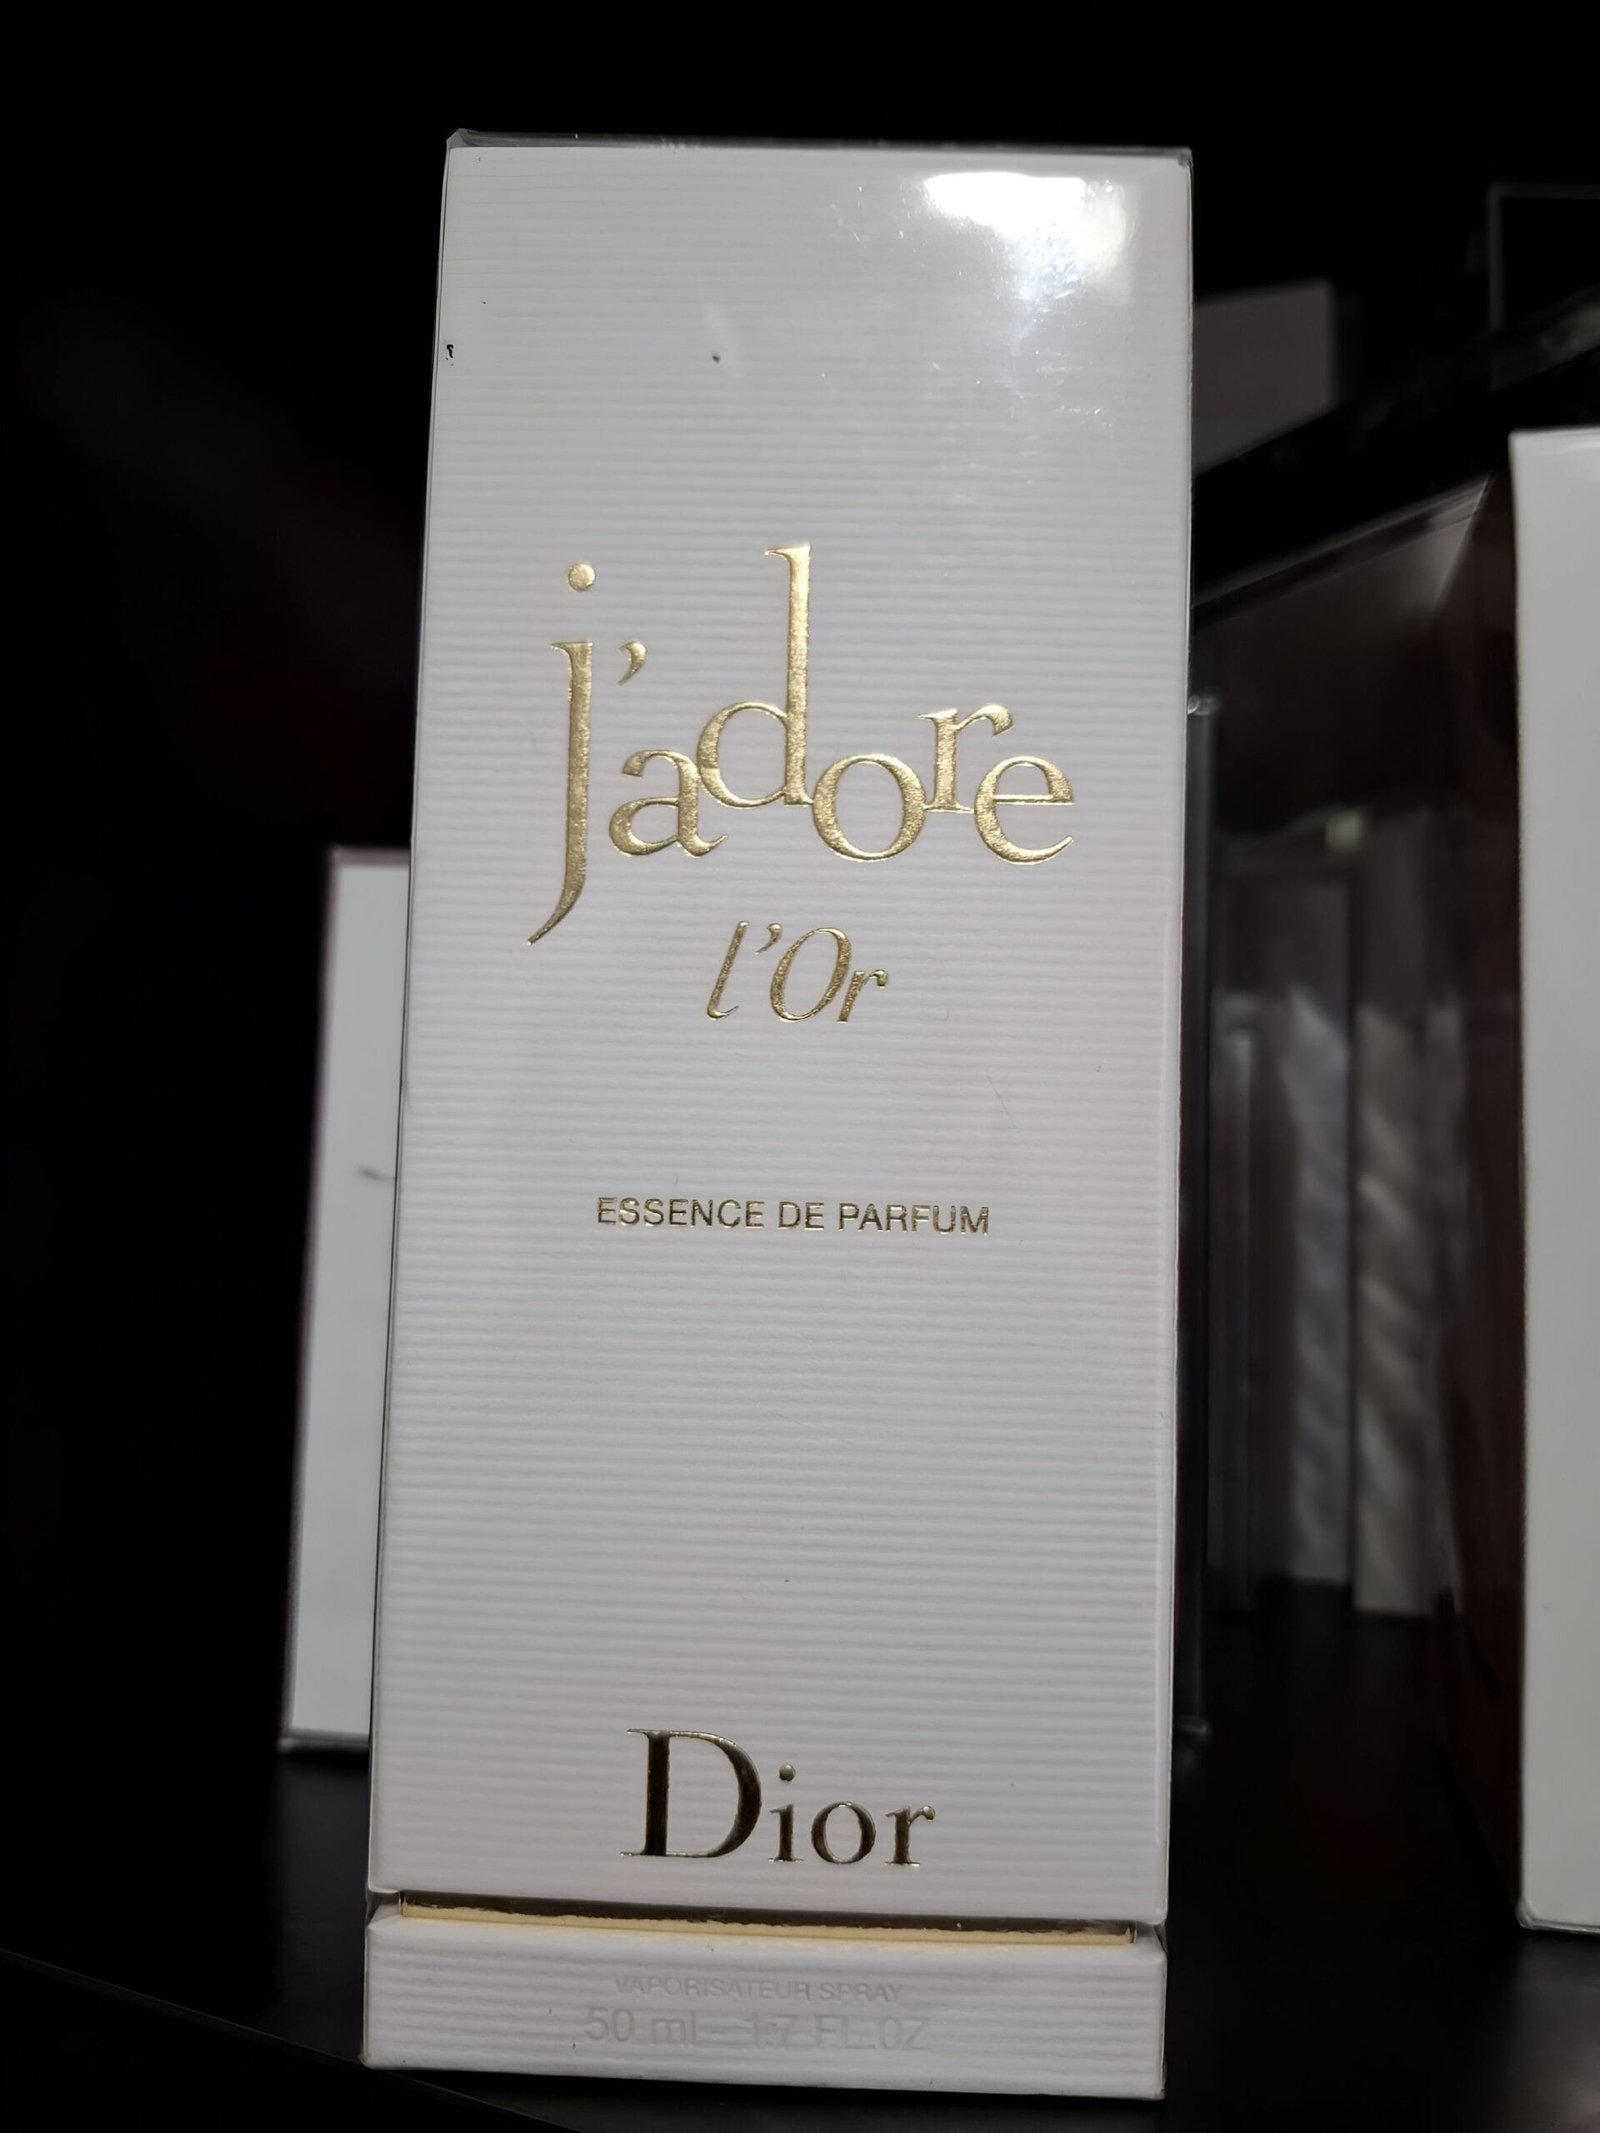 j'adore
l'Or
ESSENCE DE PARFUM
Dior
VAPORISATEUR SPRAY
50 ml - 1.7 FL.OZ